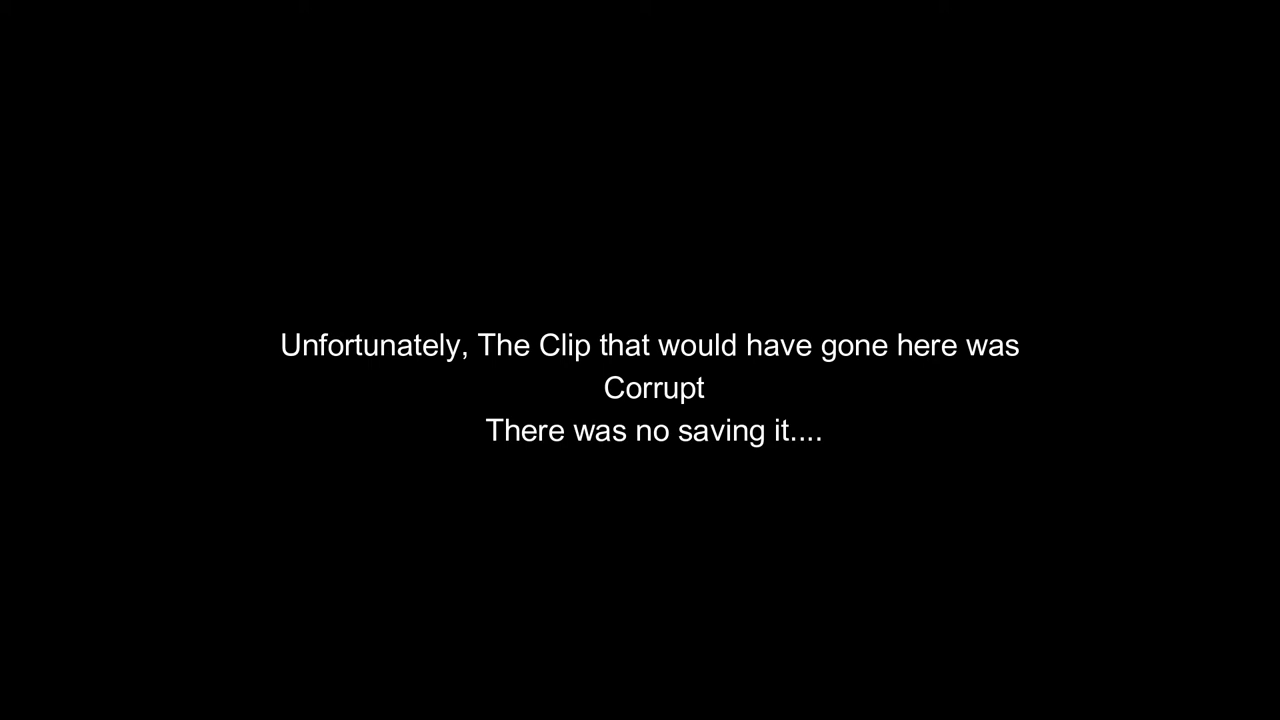 Unfortunately, The Clip that would have gone here was
Corrupt
There was no saving it....